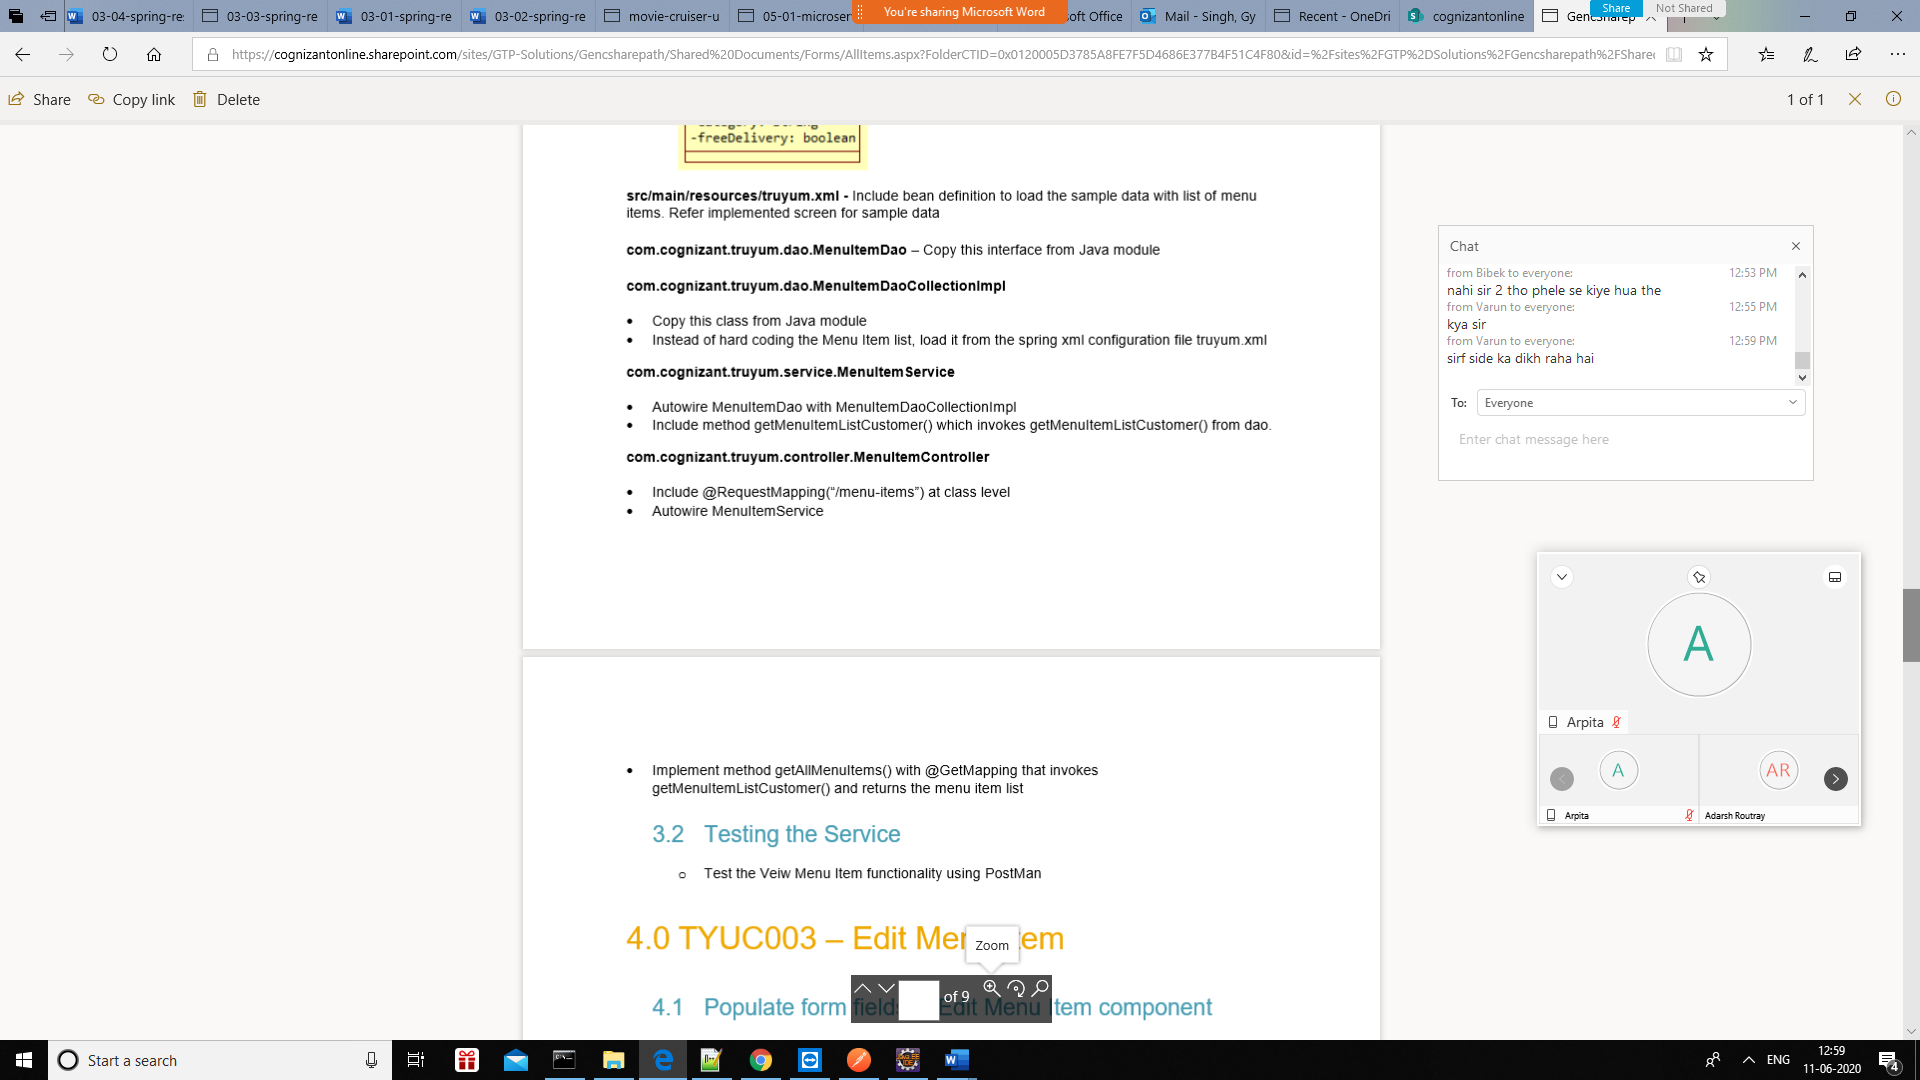 03-04-spring-re
03-03-spring-re
03-01-spring-re
03-02-spring-re
movie-cruiser-u
05-01-microser
You're sharing Microsoft Word
soft Office
Mail - Singh, Gy
Recent - OneDri
cognizantonline
Gencsharep
Share
Not Shared
https://cognizantonline.sharepoint.com/sites/GTP-Solutions/Gencsharepath/Shared%20Documents/Forms/AllItems.aspx?FolderCTID=0x0120005D3785A8FE7F5D4686E377B4F51C4F80&id=%2Fsites%2FGTP%2DSolutions%2FGencsharepath%2FShared
Share
Copy link
Delete
1 of 1
-category: String
-freeDelivery: boolean
src/main/resources/truyum.xml - Include bean definition to load the sample data with list of menu
items. Refer implemented screen for sample data
com.cognizant.truyum.dao.MenuItemDao – Copy this interface from Java module
com.cognizant.truyum.dao.MenuItemDaoCollectionImpl
• Copy this class from Java module
• Instead of hard coding the Menu Item list, load it from the spring xml configuration file truyum.xml
com.cognizant.truyum.service.MenuItemService
• Autowire MenuItemDao with MenuItemDaoCollectionImpl
• Include method getMenuItemListCustomer() which invokes getMenuItemListCustomer() from dao.
com.cognizant.truyum.controller.MenuItemController
• Include @RequestMapping(“/menu-items”) at class level
• Autowire MenuItemService
• Implement method getAllMenuItems() with @GetMapping that invokes
getMenuItemListCustomer() and returns the menu item list
3.2 Testing the Service
o Test the Veiw Menu Item functionality using PostMan
4.0 TYUC003 – Edit Menu Item
Zoom
of 9
4.1 Populate form fields Edit Menu Item component
Chat
from Bibek to everyone: 12:53 PM
nahi sir 2 tho phele se kiye hua the
from Varun to everyone: 12:55 PM
kya sir
from Varun to everyone: 12:59 PM
sirf side ka dikh raha hai
To: Everyone
Enter chat message here
A
Arpita
A
AR
Arpita
Adarsh Routray
Start a search
ENG
12:59
11-06-2020
4